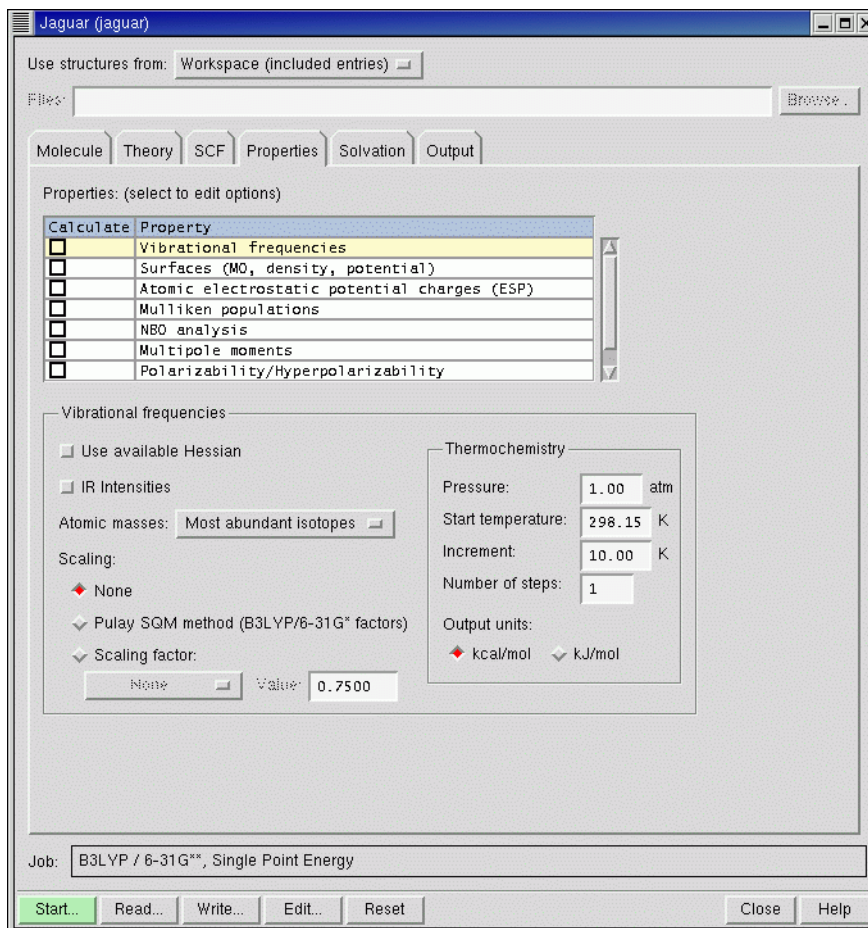 Jaguar (jaguar)
Use structures from: Workspace (included entries)
Files: Browse...
Molecule Theory SCF Properties Solvation Output
Properties: (select to edit options)
Calculate Property
Vibrational frequencies
Surfaces (MO, density, potential)
Atomic electrostatic potential charges (ESP)
Mulliken populations
NBO analysis
Multipole moments
Polarizability/Hyperpolarizability
Vibrational frequencies
Use available Hessian
IR Intensities
Atomic masses: Most abundant isotopes
Scaling:
None
Pulay SQM method (B3LYP/6-31G* factors)
Scaling factor:
None Value: 0.7500
Thermochemistry
Pressure: 1.00 atm
Start temperature: 298.15 K
Increment: 10.00 K
Number of steps: 1
Output units:
kcal/mol kJ/mol
Job: B3LYP / 6-31G**, Single Point Energy
Start... Read... Write... Edit... Reset Close Help